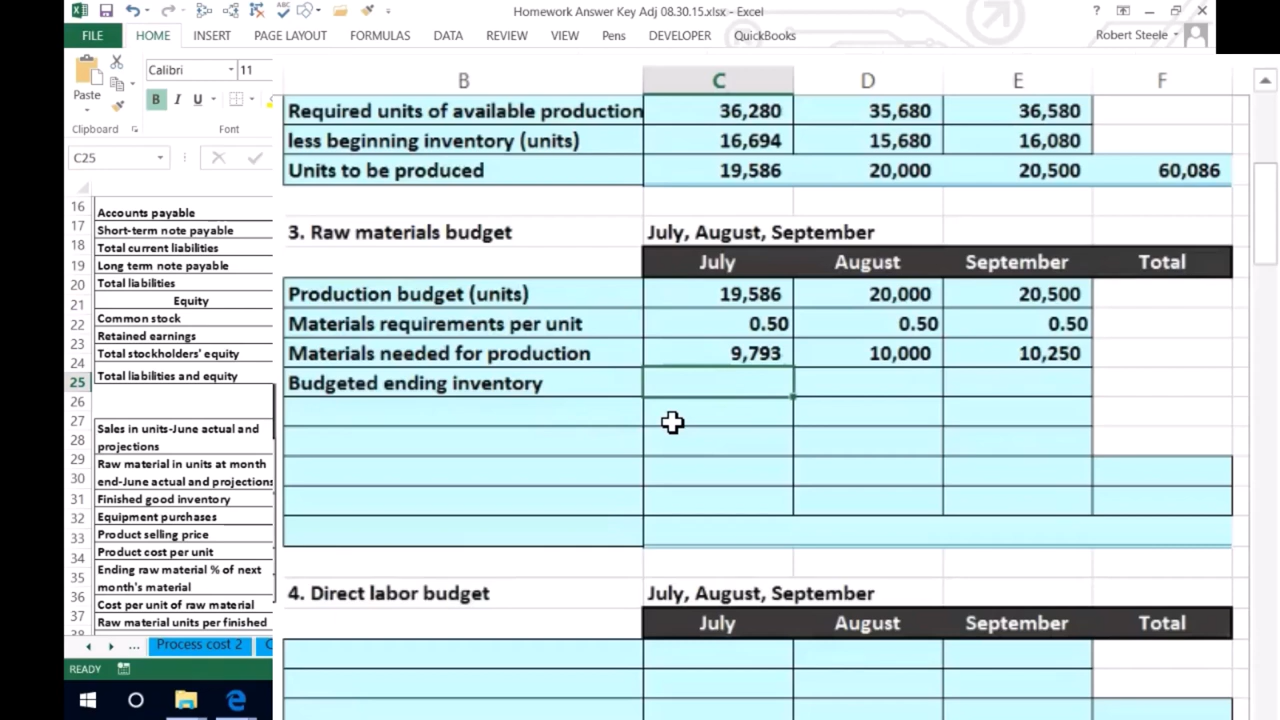 Homework Answer Key Adj 08.30.15.xlsx - Excel
?
FILE HOME INSERT PAGE LAYOUT FORMULAS DATA REVIEW VIEW Pens DEVELOPER QuickBooks Robert Steele
Paste
Calibri 11
B I U
Clipboard Font
C25
B C D E F
16 Accounts payable
17 Short-term note payable
18 Total current liabilities
19 Long term note payable
20 Total liabilities
21 Equity
22 Common stock
23 Retained earnings
24 Total stockholders' equity
25 Total liabilities and equity
26
27 Sales in units-June actual and
28 projections
29 Raw material in units at month
30 end-June actual and projections
31 Finished good inventory
32 Equipment purchases
33 Product selling price
34 Product cost per unit
35 Ending raw material % of next
month's material
36 Cost per unit of raw material
37 Raw material units per finished
38
Required units of available production 36,280 35,680 36,580
less beginning inventory (units) 16,694 15,680 16,080
Units to be produced 19,586 20,000 20,500 60,086
3. Raw materials budget July, August, September
July August September Total
Production budget (units) 19,586 20,000 20,500
Materials requirements per unit 0.50 0.50 0.50
Materials needed for production 9,793 10,000 10,250
Budgeted ending inventory
4. Direct labor budget July, August, September
July August September Total
... Process cost 2
READY